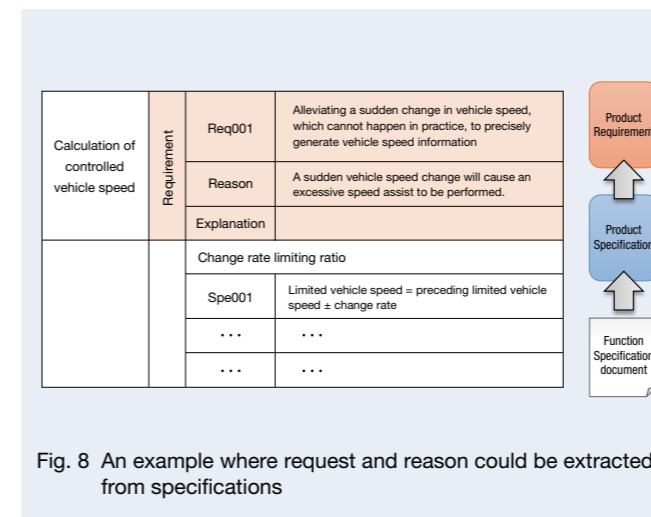 Calculation of
controlled
vehicle speed
Requirement
Req001
Alleviating a sudden change in vehicle speed,
which cannot happen in practice, to precisely
generate vehicle speed information
Reason
A sudden vehicle speed change will cause an
excessive speed assist to be performed.
Explanation
Change rate limiting ratio
Spe001
Limited vehicle speed = preceding limited vehicle
speed ± change rate
... ...
... ...
Product
Requirement
Product
Specification
Function
Specification
document
Fig. 8 An example where request and reason could be extracted
from specifications